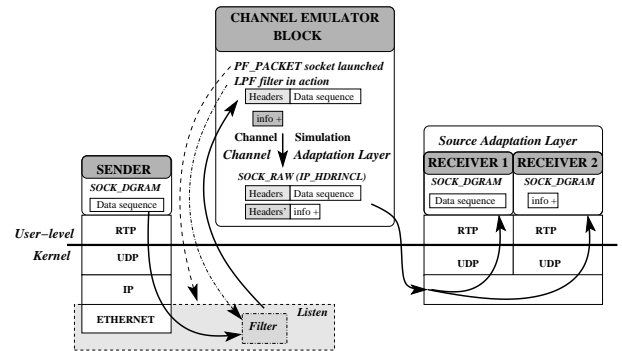 CHANNEL EMULATOR
BLOCK
PF_PACKET socket launched
LPF filter in action
Headers Data sequence
info +
Channel Simulation
Channel Adaptation Layer
SOCK_RAW (IP_HDRINCL)
Headers Data sequence
Headers' info +
SENDER
SOCK_DGRAM
Data sequence
RTP
UDP
IP
ETHERNET
User-level
Kernel
Filter
Listen
Source Adaptation Layer
RECEIVER 1 RECEIVER 2
SOCK_DGRAM SOCK_DGRAM
Data sequence info +
RTP RTP
UDP UDP